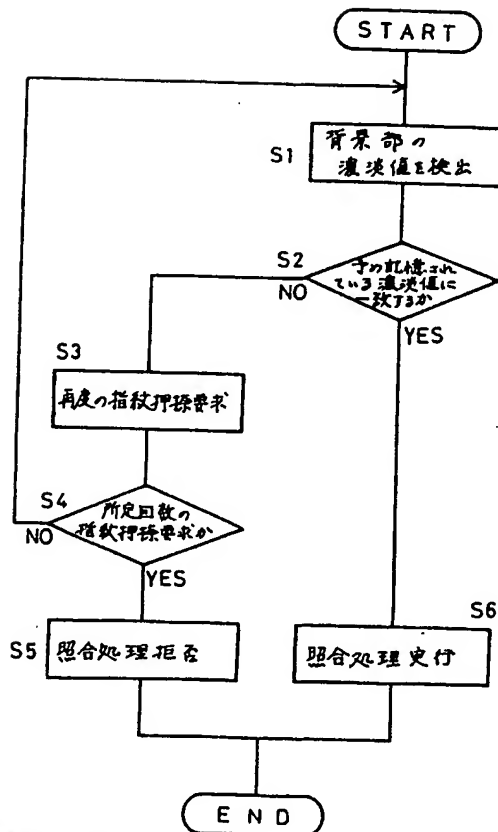 START
S1
背景部の
濃淡値を検出
S2
予め記憶され
ている濃淡値に
一致するか
NO
YES
S3
再度の指紋押捺要求
S4
所定回数の
指紋押捺要求か
NO
YES
S5
照合処理拒否
S6
照合処理実行
END